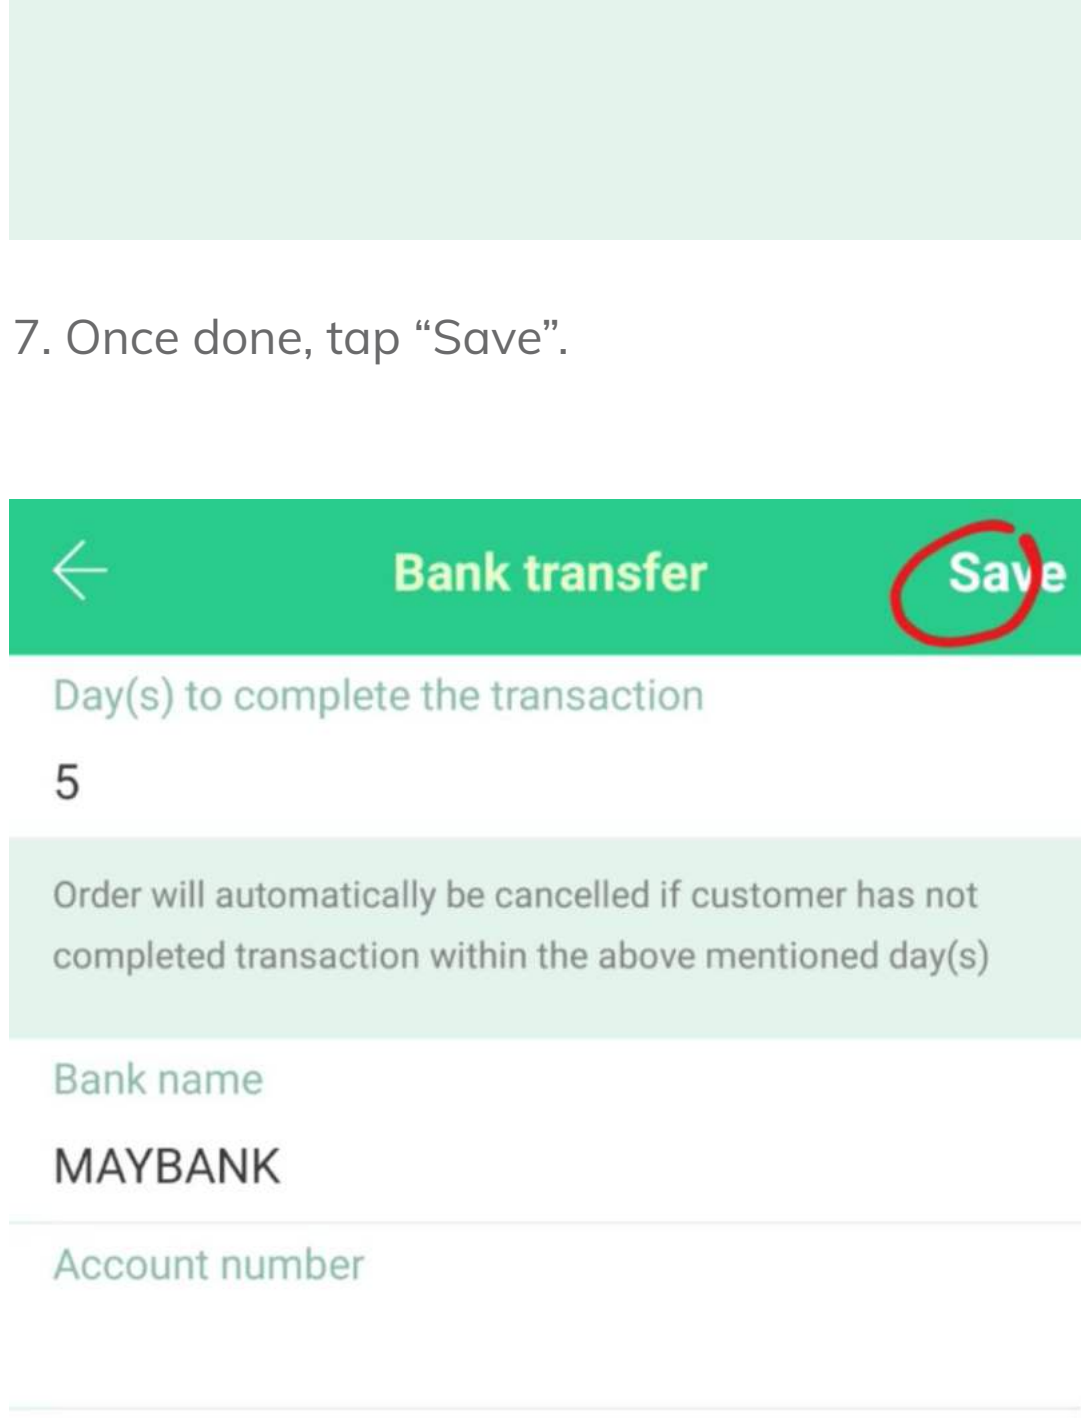 7. Once done, tap “Save”.
Bank transfer
Save
Day(s) to complete the transaction
5
Order will automatically be cancelled if customer has not
completed transaction within the above mentioned day(s)
Bank name
MAYBANK
Account number